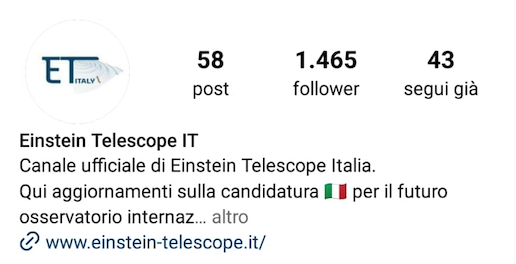 ET
ITALY
58 1.465 43
post follower segui già
Einstein Telescope IT
Canale ufficiale di Einstein Telescope Italia.
Qui aggiornamenti sulla candidatura 🇮🇹 per il futuro
osservatorio internaz... altro
www.einstein-telescope.it/